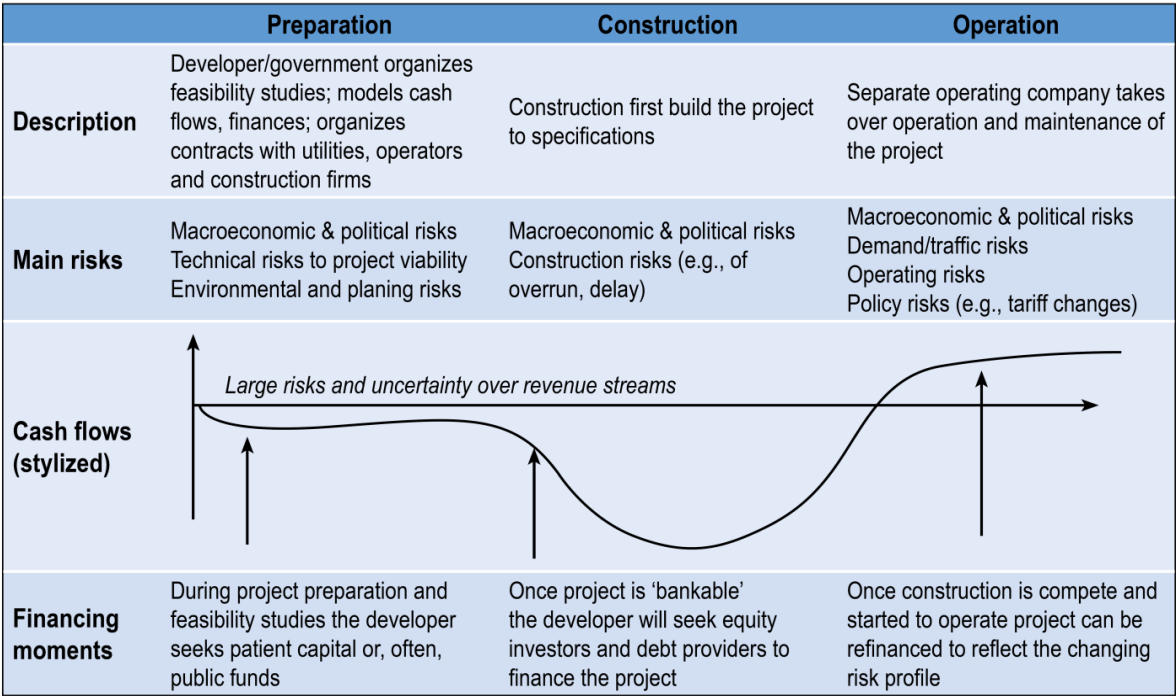 Preparation
Construction
Operation
Description
Developer/government organizes
feasibility studies; models cash
flows, finances; organizes
contracts with utilities, operators
and construction firms
Construction first build the project
to specifications
Separate operating company takes
over operation and maintenance of
the project
Main risks
Macroeconomic & political risks
Technical risks to project viability
Environmental and planing risks
Macroeconomic & political risks
Construction risks (e.g., of
overrun, delay)
Macroeconomic & political risks
Demand/traffic risks
Operating risks
Policy risks (e.g., tariff changes)
Cash flows
(stylized)
Large risks and uncertainty over revenue streams
Financing
moments
During project preparation and
feasibility studies the developer
seeks patient capital or, often,
public funds
Once project is ‘bankable’
the developer will seek equity
investors and debt providers to
finance the project
Once construction is compete and
started to operate project can be
refinanced to reflect the changing
risk profile